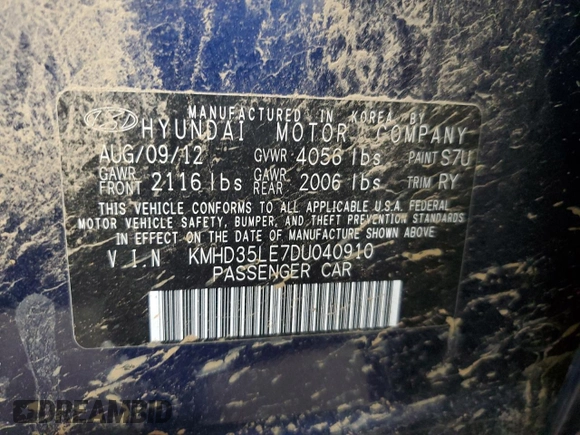 MANUFACTURED IN KOREA BY
HYUNDAI MOTOR COMPANY
AUG/09/12 GVWR 4056 lbs PAINT S7U
GAWR FRONT 2116 lbs GAWR REAR 2006 lbs TRIM RY
THIS VEHICLE CONFORMS TO ALL APPLICABLE U.S.A. FEDERAL
MOTOR VEHICLE SAFETY, BUMPER, AND THEFT PREVENTION STANDARDS
IN EFFECT ON THE DATE OF MANUFACTURE SHOWN ABOVE
V I N KMHD35LE7DU040910
PASSENGER CAR
DREAMBID